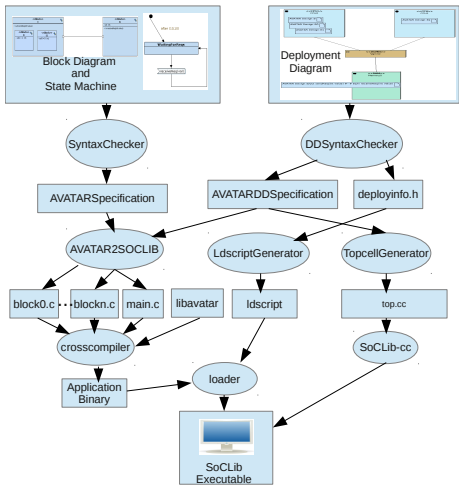 Block Diagram
and
State Machine
Deployment
Diagram
SyntaxChecker
DDSyntaxChecker
AVATARSpecification
AVATARDDSpecification
deployinfo.h
AVATAR2SOCLIB
LdscriptGenerator
TopcellGenerator
block0.c
blockn.c
main.c
libavatar
ldscript
top.cc
crosscompiler
SoCLib-cc
Application
Binary
loader
SoCLib
Executable